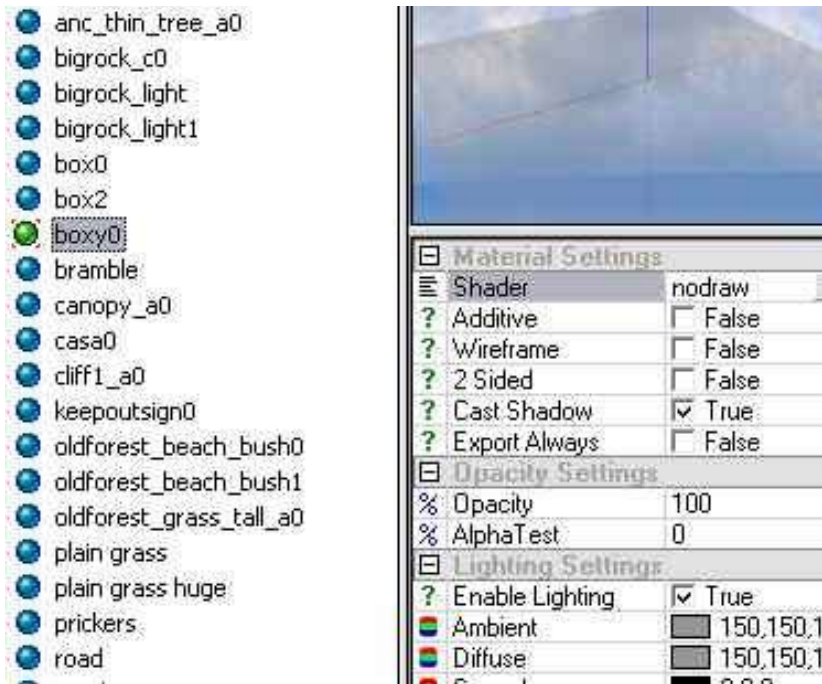 anc_thin_tree_a0
bigrock_c0
bigrock_light
bigrock_light1
box0
box2
boxy0
bramble
canopy_a0
casa0
cliff1_a0
keepoutsign0
oldforest_beach_bush0
oldforest_beach_bush1
oldforest_grass_tall_a0
plain grass
plain grass huge
prickers
road
Material Settings
Shader nodraw
? Additive False
? Wireframe False
? 2 Sided False
? Cast Shadow True
? Export Always False
Opacity Settings
% Opacity 100
% AlphaTest 0
Lighting Settings
? Enable Lighting True
Ambient 150,150,1
Diffuse 150,150,1